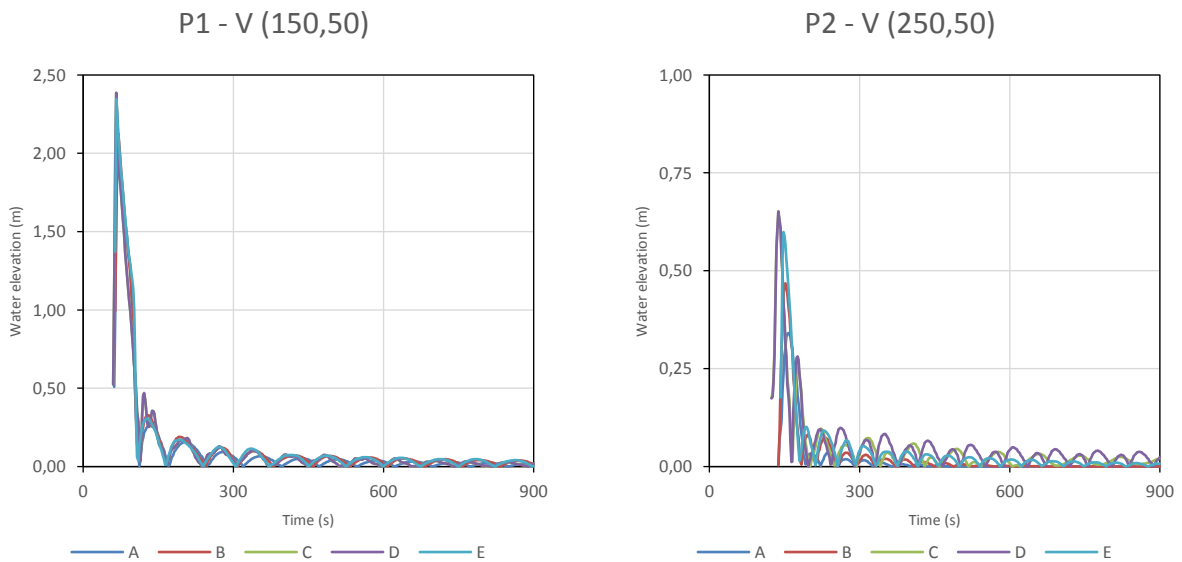 P1 - V (150,50)
2,50
2,00
1,50
1,00
0,50
0,00
Water elevation (m)
0
300
600
900
Time (s)
A B C D E
P2 - V (250,50)
1,00
0,75
0,50
0,25
0,00
Water elevation (m)
0
300
600
900
Time (s)
A B C D E